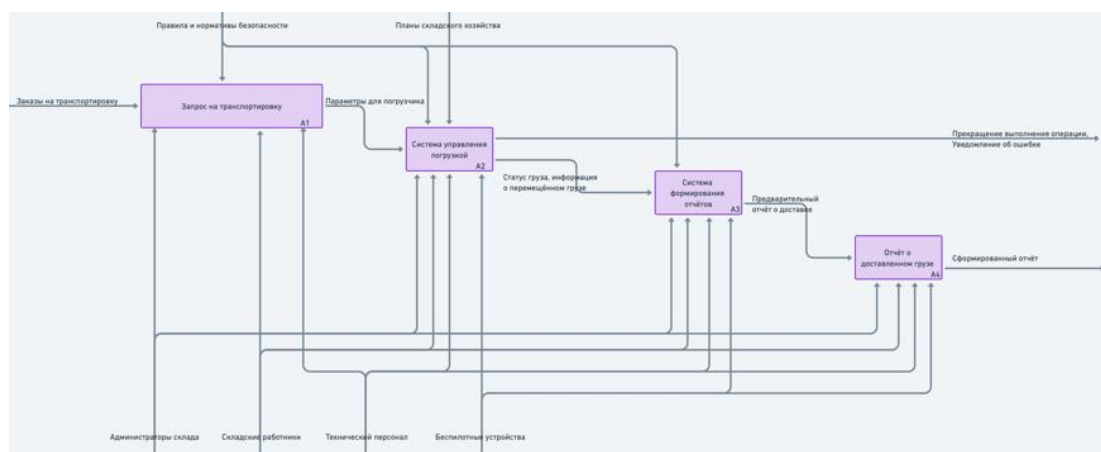 Правила и нормативы безопасности
Планы складского хозяйства
Заказы на транспортировку
Запрос на транспортировку
A1
Параметры для погрузчика
Система управления
погрузкой
A2
Прекращение выполнения операции,
Уведомление об ошибке
Статус груза, информация
о перемещённом грузе
Система
формирования
отчётов
A3
Предварительный
отчёт о доставке
Отчёт о
доставленном грузе
A4
Сформированный отчёт
Администраторы склада
Складские работники
Технический персонал
Беспилотные устройства